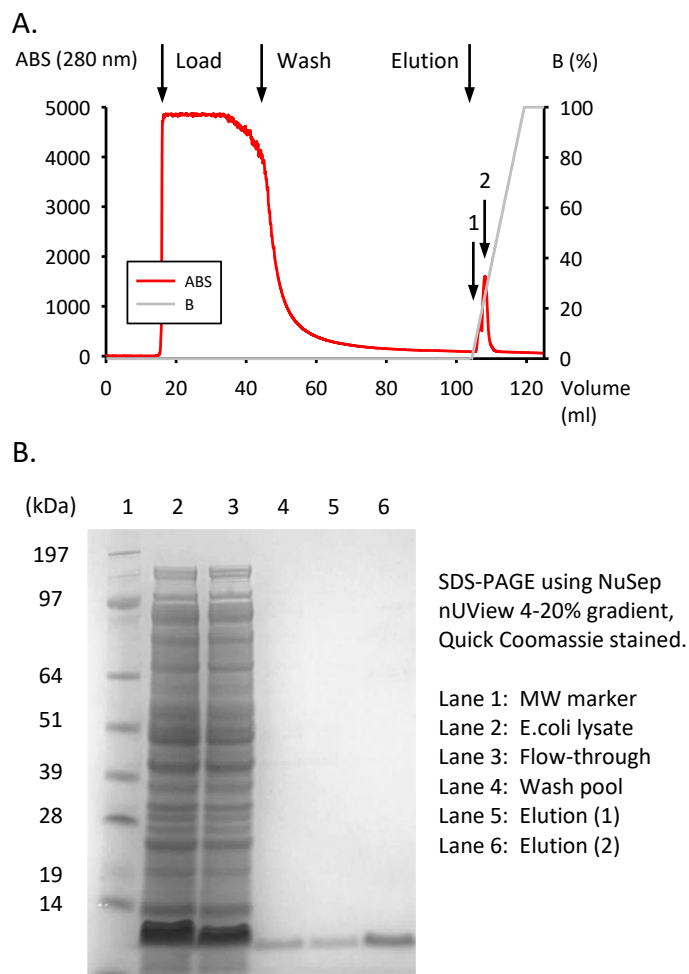 A.
ABS (280 nm) Load Wash Elution B (%)
5000 100
4000 80
3000 60
2000 40
1000 20
0 0
1
2
ABS
B
0 20 40 60 80 100 120 Volume
(ml)
B.
(kDa) 1 2 3 4 5 6
197
97
64
51
39
28
19
14
SDS-PAGE using NuSep
nUView 4-20% gradient,
Quick Coomassie stained.
Lane 1: MW marker
Lane 2: E.coli lysate
Lane 3: Flow-through
Lane 4: Wash pool
Lane 5: Elution (1)
Lane 6: Elution (2)